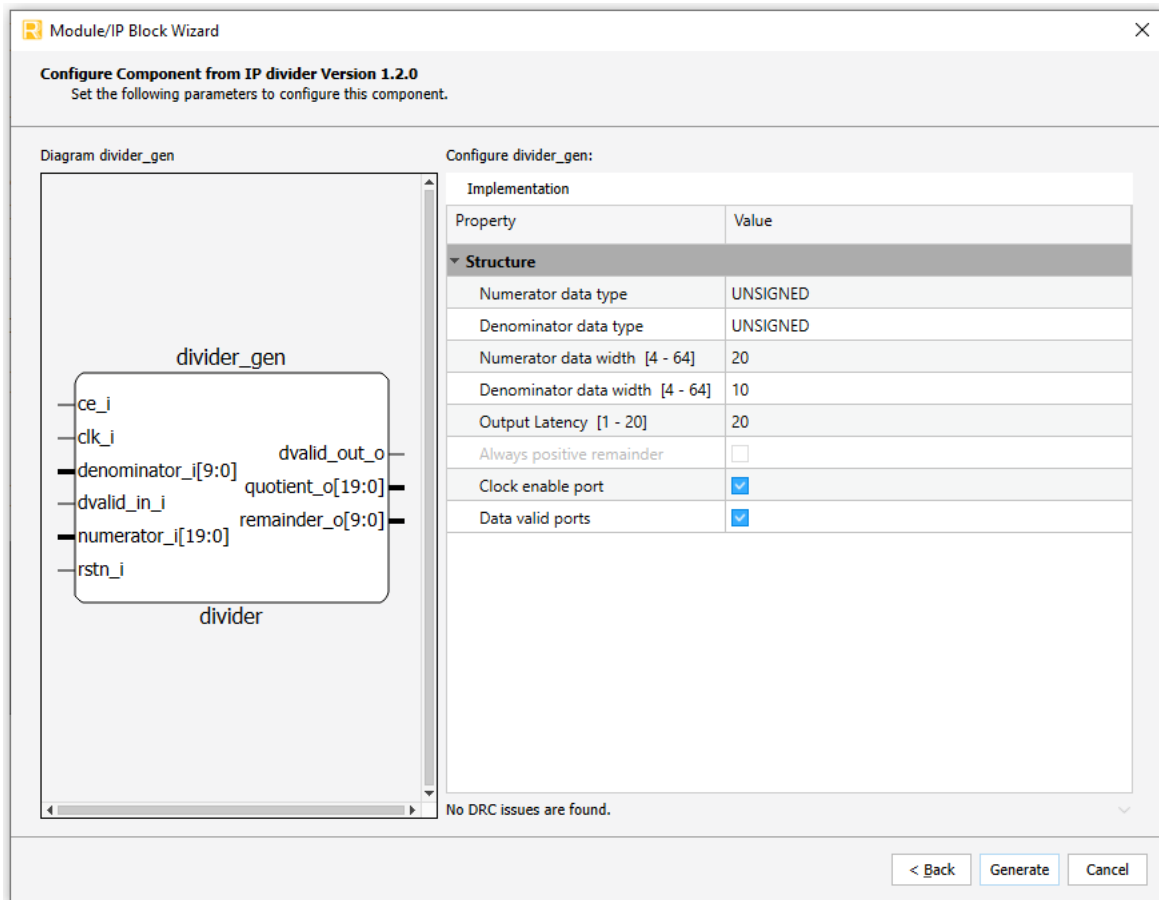 Module/IP Block Wizard
Configure Component from IP divider Version 1.2.0
Set the following parameters to configure this component.
Diagram divider_gen
divider_gen
ce_i
clk_i
denominator_i[9:0]
dvalid_in_i
numerator_i[19:0]
rstn_i
dvalid_out_o
quotient_o[19:0]
remainder_o[9:0]
divider
Configure divider_gen:
Implementation
Property Value
Structure
Numerator data type UNSIGNED
Denominator data type UNSIGNED
Numerator data width [4 - 64] 20
Denominator data width [4 - 64] 10
Output Latency [1 - 20] 20
Always positive remainder
Clock enable port
Data valid ports
No DRC issues are found.
< Back Generate Cancel